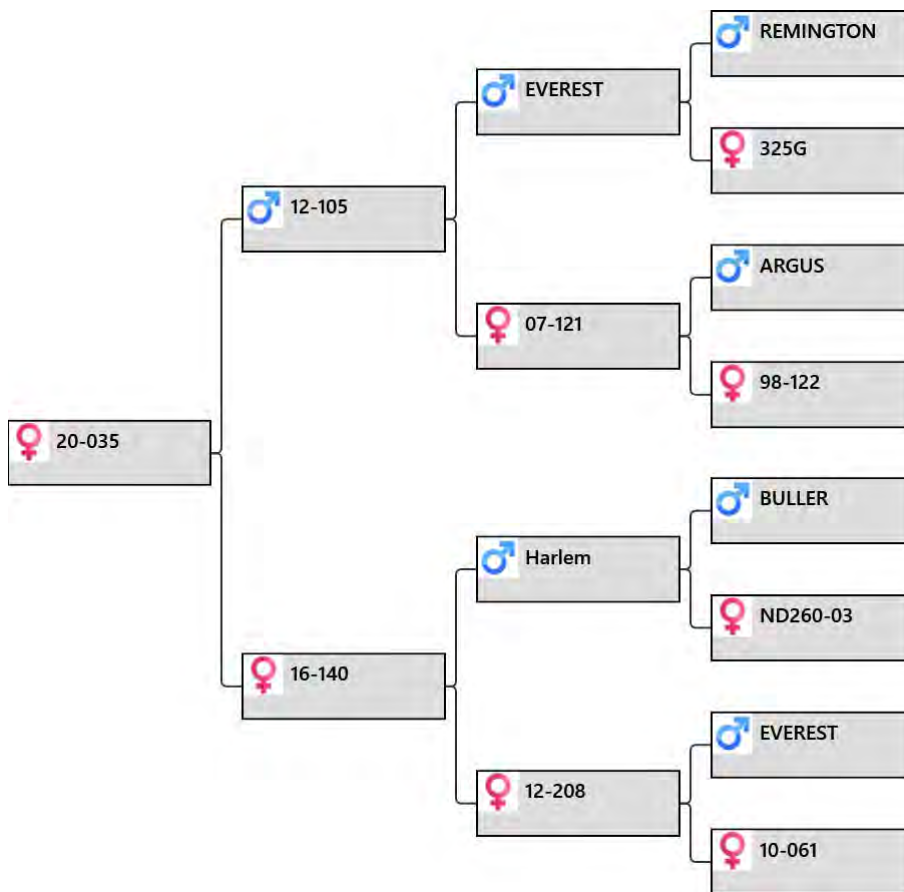 REMINGTON
EVEREST
325G
12-105
ARGUS
07-121
98-122
20-035
BULLER
Harlem
ND260-03
16-140
EVEREST
12-208
10-061